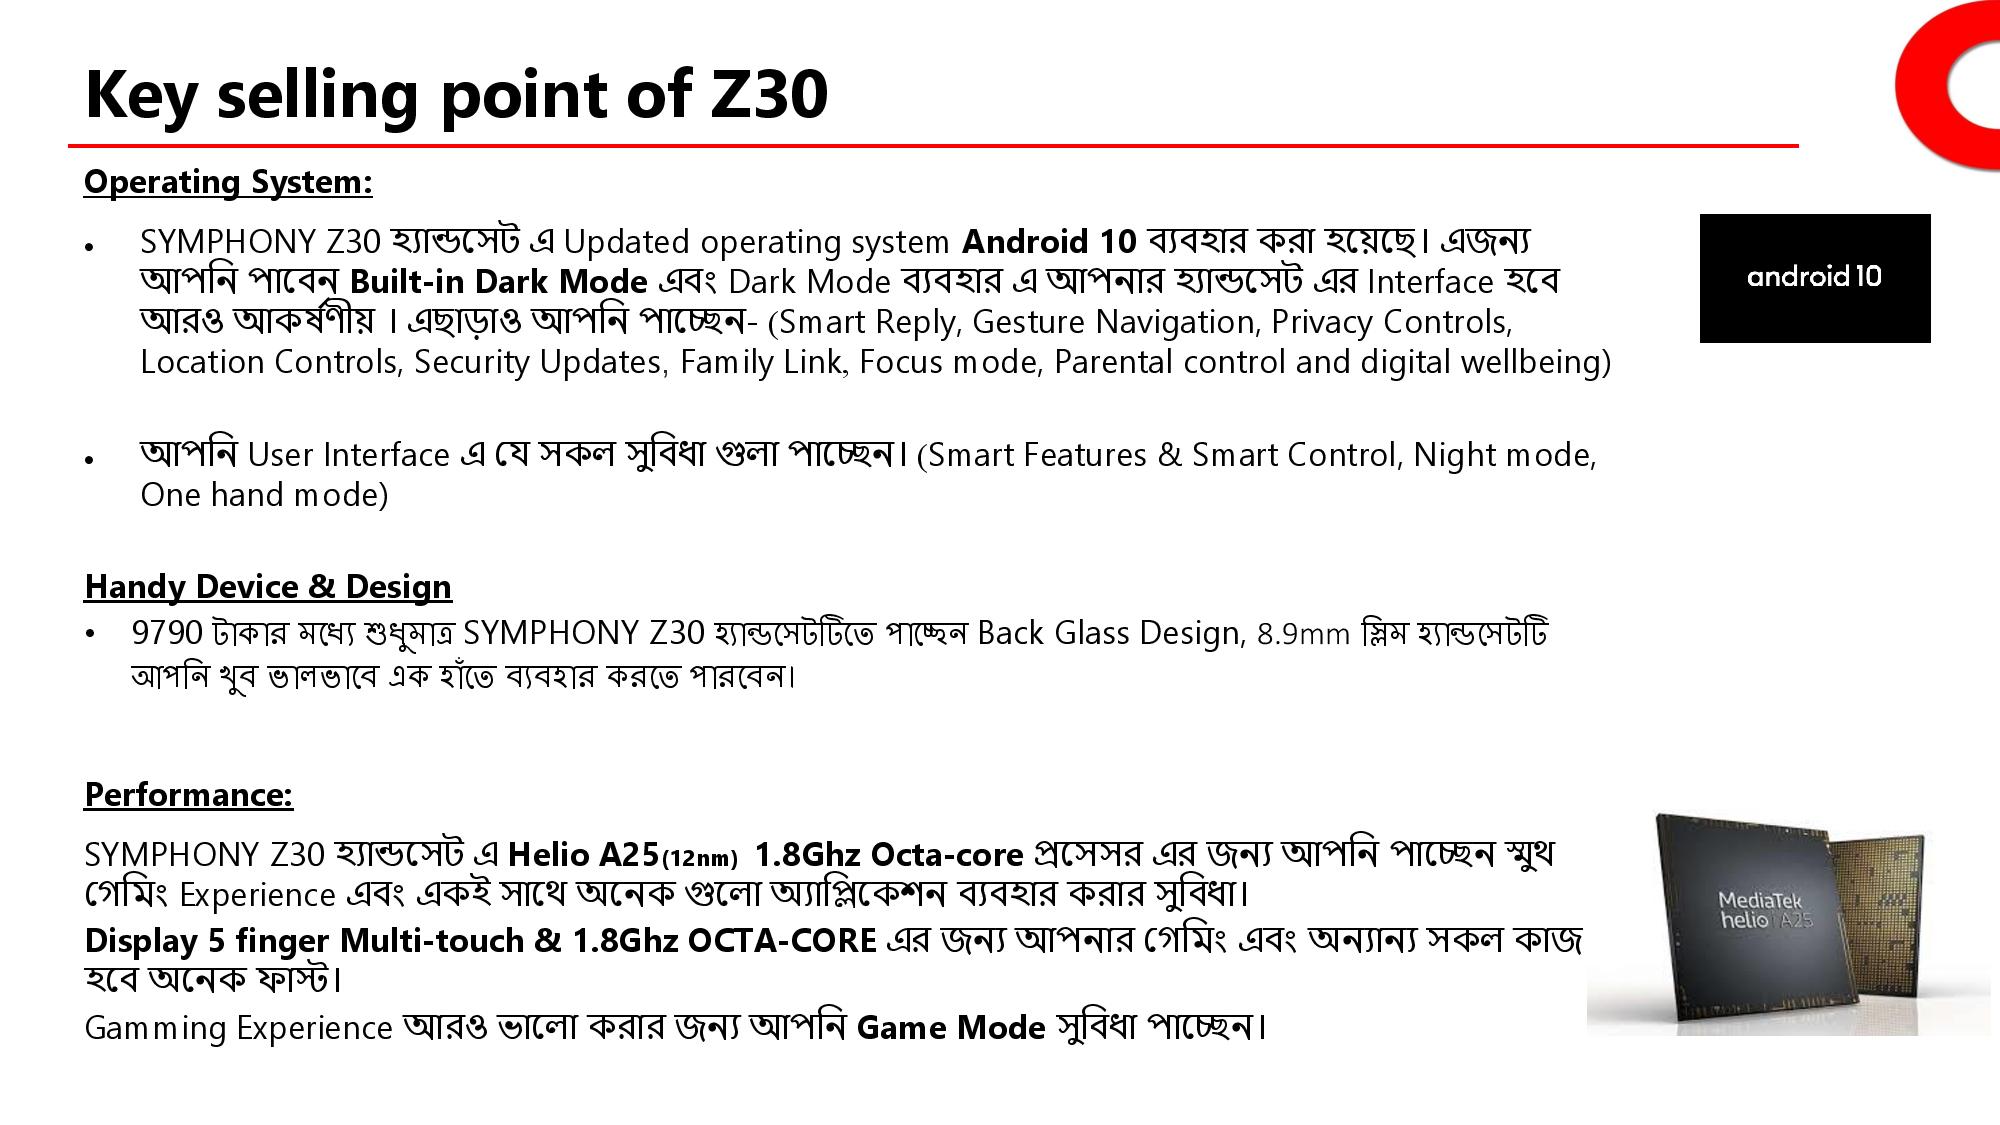 Key selling point of Z30
Operating System:
• SYMPHONY Z30 হ্যান্ডসেট এ Updated operating system Android 10 ব্যবহার করা হয়েছে। এজন্য
আপনি পাবেন Built-in Dark Mode এবং Dark Mode ব্যবহার এ আপনার হ্যান্ডসেট এর Interface হবে
আরও আকর্ষণীয় । এছাড়াও আপনি পাচ্ছেন- (Smart Reply, Gesture Navigation, Privacy Controls,
Location Controls, Security Updates, Family Link, Focus mode, Parental control and digital wellbeing)
android 10
• আপনি User Interface এ যে সকল সুবিধা গুলা পাচ্ছেন। (Smart Features & Smart Control, Night mode,
One hand mode)
Handy Device & Design
• 9790 টাকার মধ্যে শুধুমাত্র SYMPHONY Z30 হ্যান্ডসেটটিতে পাচ্ছেন Back Glass Design, 8.9mm স্লিম হ্যান্ডসেটটি
আপনি খুব ভালভাবে এক হাঁতে ব্যবহার করতে পারবেন।
Performance:
SYMPHONY Z30 হ্যান্ডসেট এ Helio A25(12nm) 1.8Ghz Octa-core প্রসেসর এর জন্য আপনি পাচ্ছেন স্মুথ
গেমিং Experience এবং একই সাথে অনেক গুলো অ্যাপ্লিকেশন ব্যবহার করার সুবিধা।
Display 5 finger Multi-touch & 1.8Ghz OCTA-CORE এর জন্য আপনার গেমিং এবং অন্যান্য সকল কাজ
হবে অনেক ফাস্ট।
Gamming Experience আরও ভালো করার জন্য আপনি Game Mode সুবিধা পাচ্ছেন।
MediaTek
helio A25